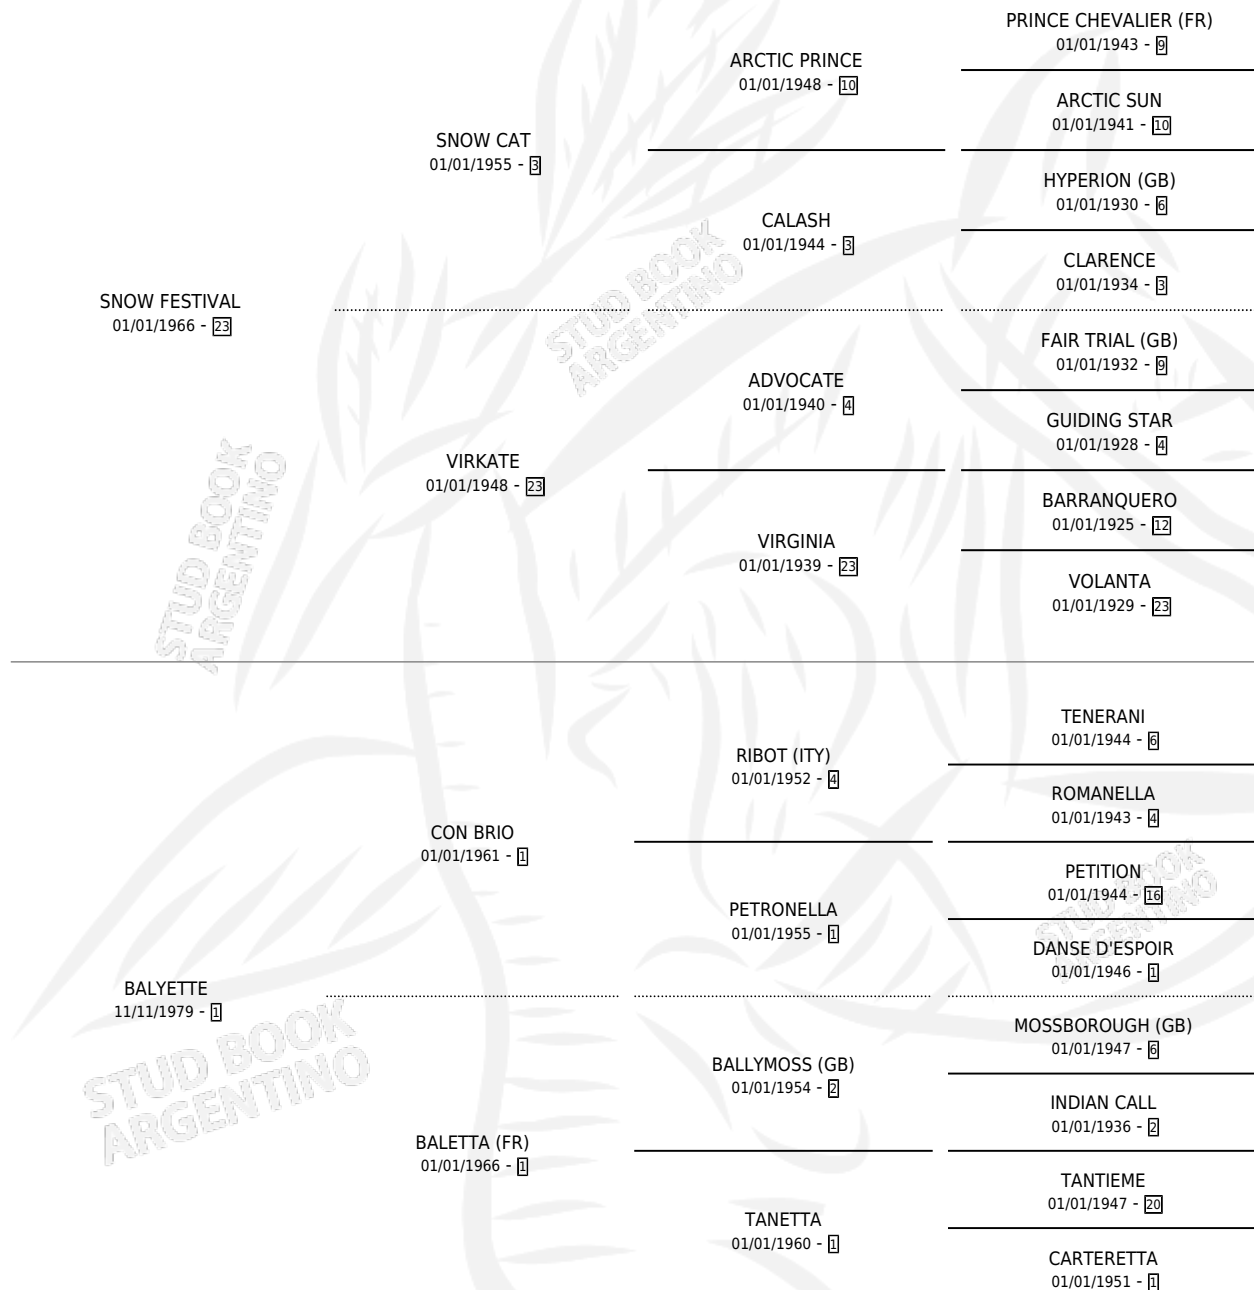 PRINCE CHEVALIER (FR)
01/01/1943 - 9
ARCTIC PRINCE
01/01/1948 - 10
ARCTIC SUN
01/01/1941 - 10
SNOW CAT
01/01/1955 - 3
HYPERION (GB)
01/01/1930 - 6
CALASH
01/01/1944 - 3
CLARENCE
01/01/1934 - 3
STUD BOOK
ARGENTINO
SNOW FESTIVAL
01/01/1966 - 23
FAIR TRIAL (GB)
01/01/1932 - 9
ADVOCATE
01/01/1940 - 4
GUIDING STAR
01/01/1928 - 4
VIRKATE
01/01/1948 - 23
BARRANQUERO
01/01/1925 - 12
VIRGINIA
01/01/1939 - 23
VOLANTA
01/01/1929 - 23
STUD BOOK
ARGENTINO
TENERANI
01/01/1944 - 6
RIBOT (ITY)
01/01/1952 - 4
ROMANELLA
01/01/1943 - 4
CON BRIO
01/01/1961 - 1
PETITION
01/01/1944 - 16
PETRONELLA
01/01/1955 - 1
DANSE D'ESPOIR
01/01/1946 - 1
STUD BOOK
ARGENTINO
BALYETTE
11/11/1979 - 1
MOSSBOROUGH (GB)
01/01/1947 - 6
BALLYMOSS (GB)
01/01/1954 - 2
INDIAN CALL
01/01/1936 - 2
STUD BOOK
ARGENTINO
BALETTA (FR)
01/01/1966 - 1
TANTIEME
01/01/1947 - 20
TANETTA
01/01/1960 - 1
CARTERETTA
01/01/1951 - 1